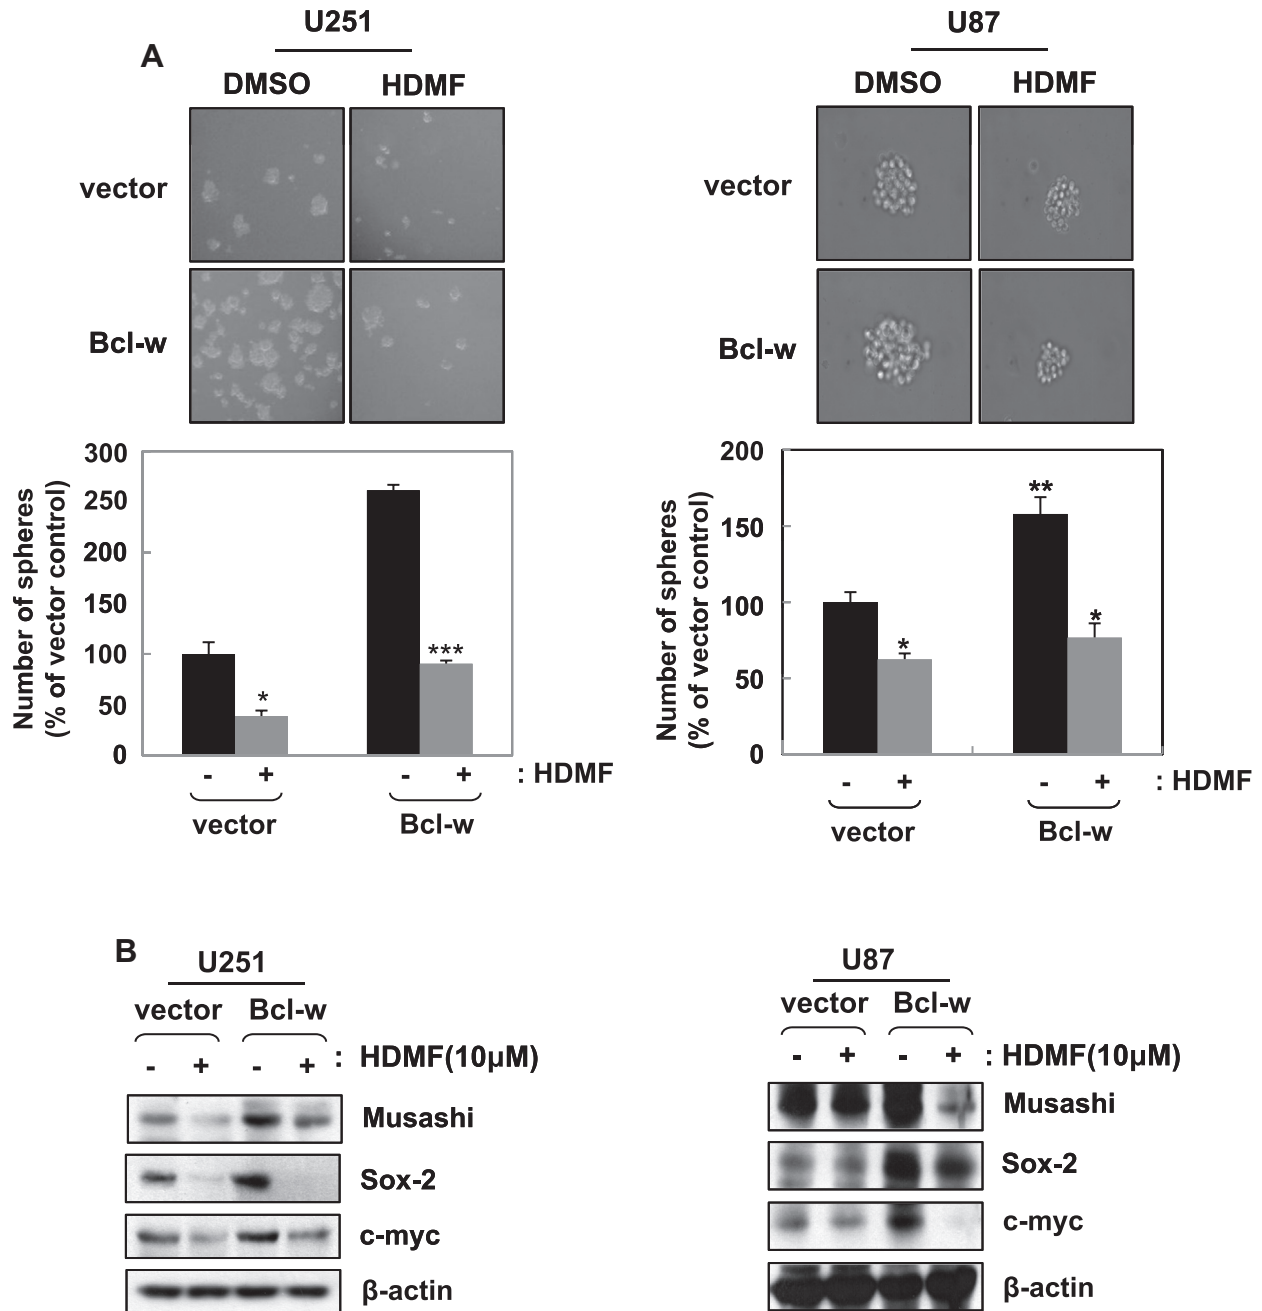 A
U251
DMSO HDMF
vector
Bcl-w
Number of spheres
(% of vector control)
300
250
200
150
100
50
0
*
***
- + - + : HDMF
vector Bcl-w
U87
DMSO HDMF
vector
Bcl-w
Number of spheres
(% of vector control)
200
150
100
50
0
*
**
*
- + - + : HDMF
vector Bcl-w
B
U251
vector Bcl-w
- + - + : HDMF(10μM)
Musashi
Sox-2
c-myc
β-actin
U87
vector Bcl-w
- + - + : HDMF(10μM)
Musashi
Sox-2
c-myc
β-actin